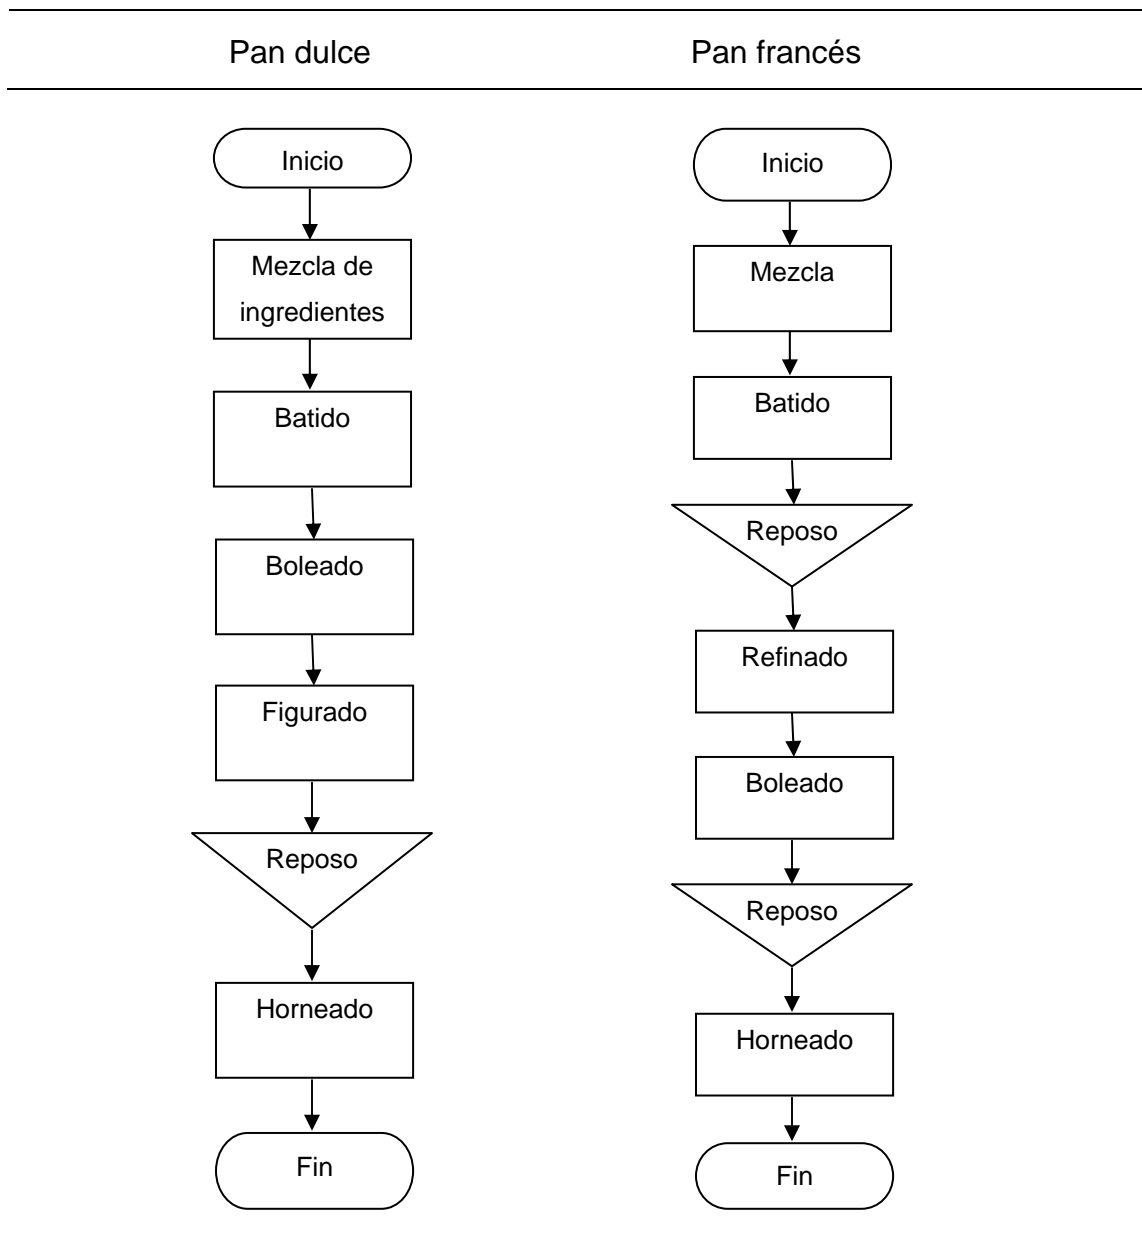 Pan dulce
Pan francés
Inicio
Mezcla de
ingredientes
Batido
Boleado
Figurado
Reposo
Horneado
Fin
Inicio
Mezcla
Batido
Reposo
Refinado
Boleado
Reposo
Horneado
Fin